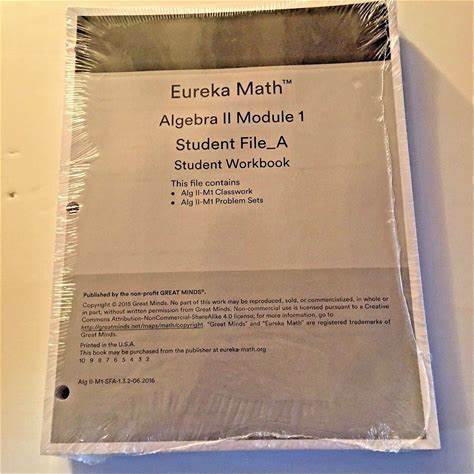 Eureka Math™
Algebra II Module 1
Student File_A
Student Workbook
This file contains
• Alg II-M1 Classwork
• Alg II-M1 Problem Sets
Published by the non-profit GREAT MINDS®.
Copyright © 2015 Great Minds. No part of this work may be reproduced, sold, or commercialized, in whole or
in part, without written permission from Great Minds. Non-commercial use is licensed pursuant to a Creative
Commons Attribution-NonCommercial-ShareAlike 4.0 license; for more information, go to
http://greatminds.net/maps/math/copyright. "Great Minds" and "Eureka Math" are registered trademarks of
Great Minds.
Printed in the U.S.A.
This book may be purchased from the publisher at eureka-math.org
10 9 8 7 6 5 4 3 2
Alg II-M1-SFA-1.3.2-06.2016